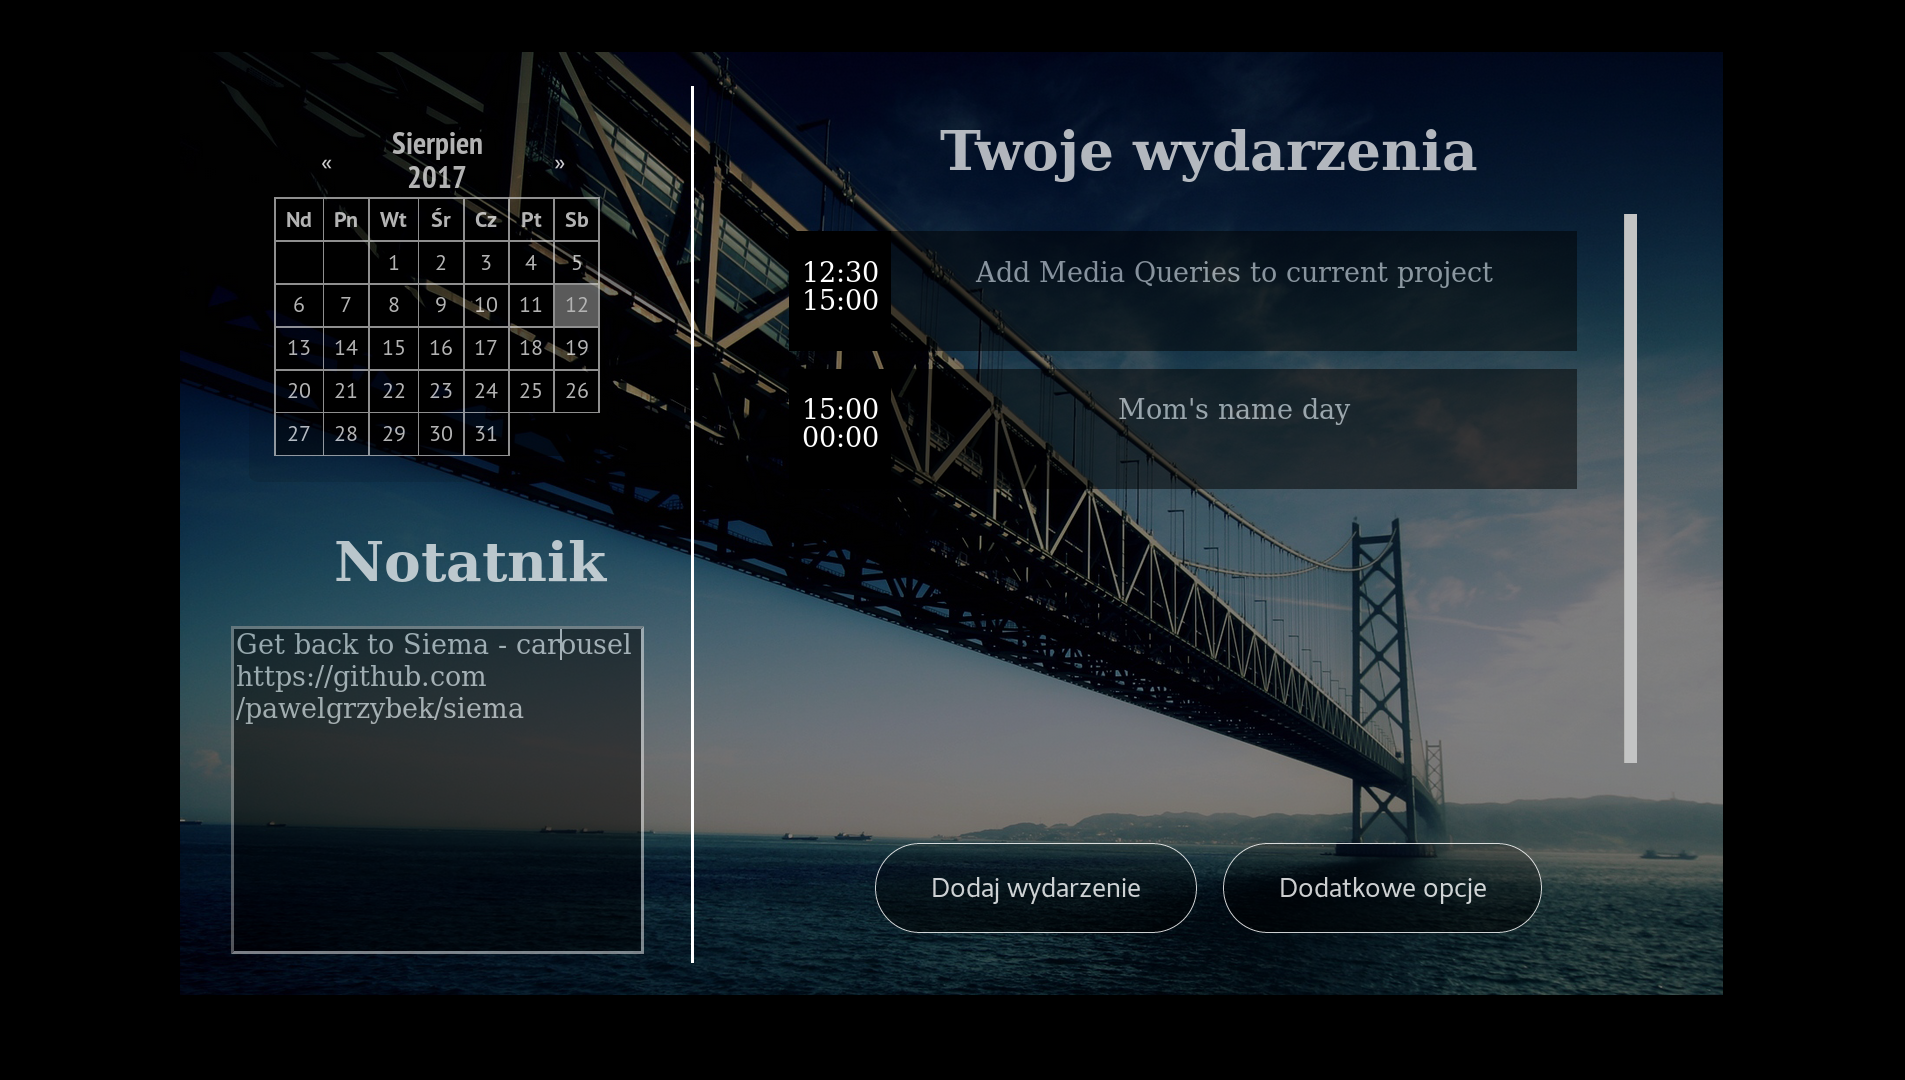 « Sierpien »
2017
Nd Pn Wt Śr Cz Pt Sb
1 2 3 4 5
6 7 8 9 10 11 12
13 14 15 16 17 18 19
20 21 22 23 24 25 26
27 28 29 30 31
Notatnik
Get back to Siema - carousel
https://github.com
/pawelgrzybek/siema
Twoje wydarzenia
12:30
15:00
Add Media Queries to current project
15:00
00:00
Mom's name day
Dodaj wydarzenie
Dodatkowe opcje